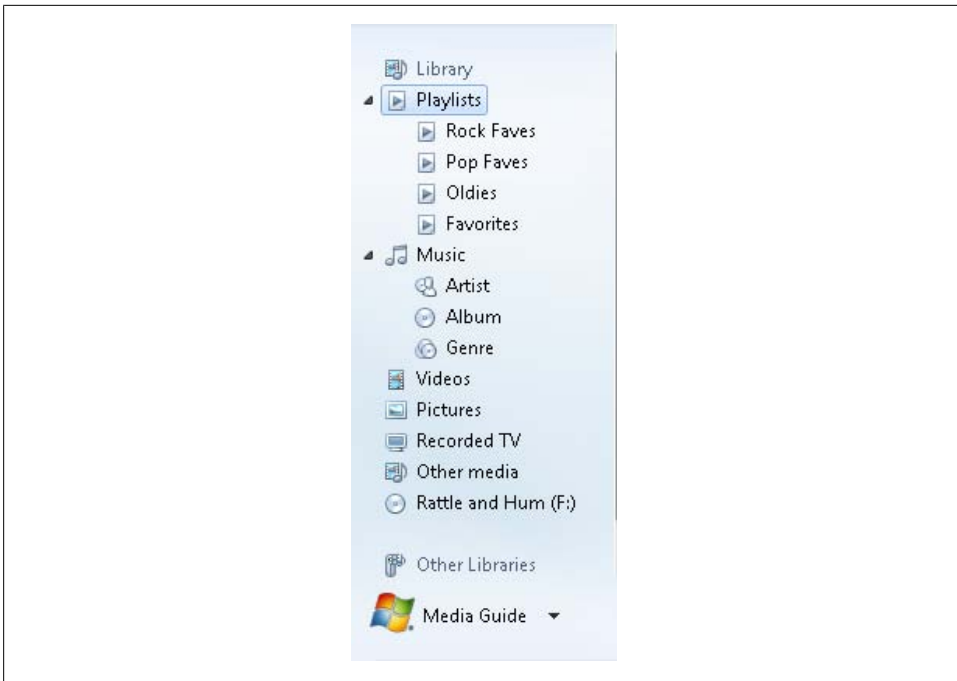 Library
Playlists
Rock Faves
Pop Faves
Oldies
Favorites
Music
Artist
Album
Genre
Videos
Pictures
Recorded TV
Other media
Rattle and Hum (F:)
Other Libraries
Media Guide